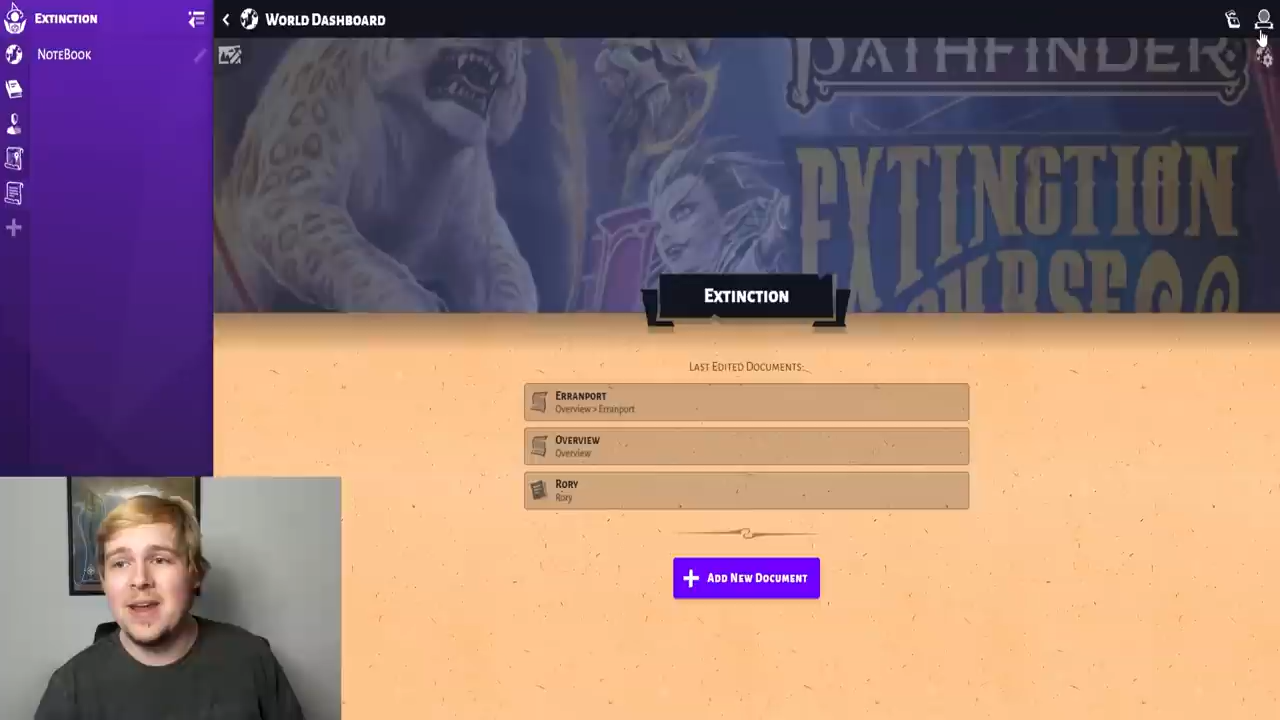 Extinction
World Dashboard
NoteBook
PATHFINDER
EXTINCTION
CURSE
Extinction
Last Edited Documents:
Erranport
Overview > Erranport
Overview
Overview
Rory
Rory
Add New Document